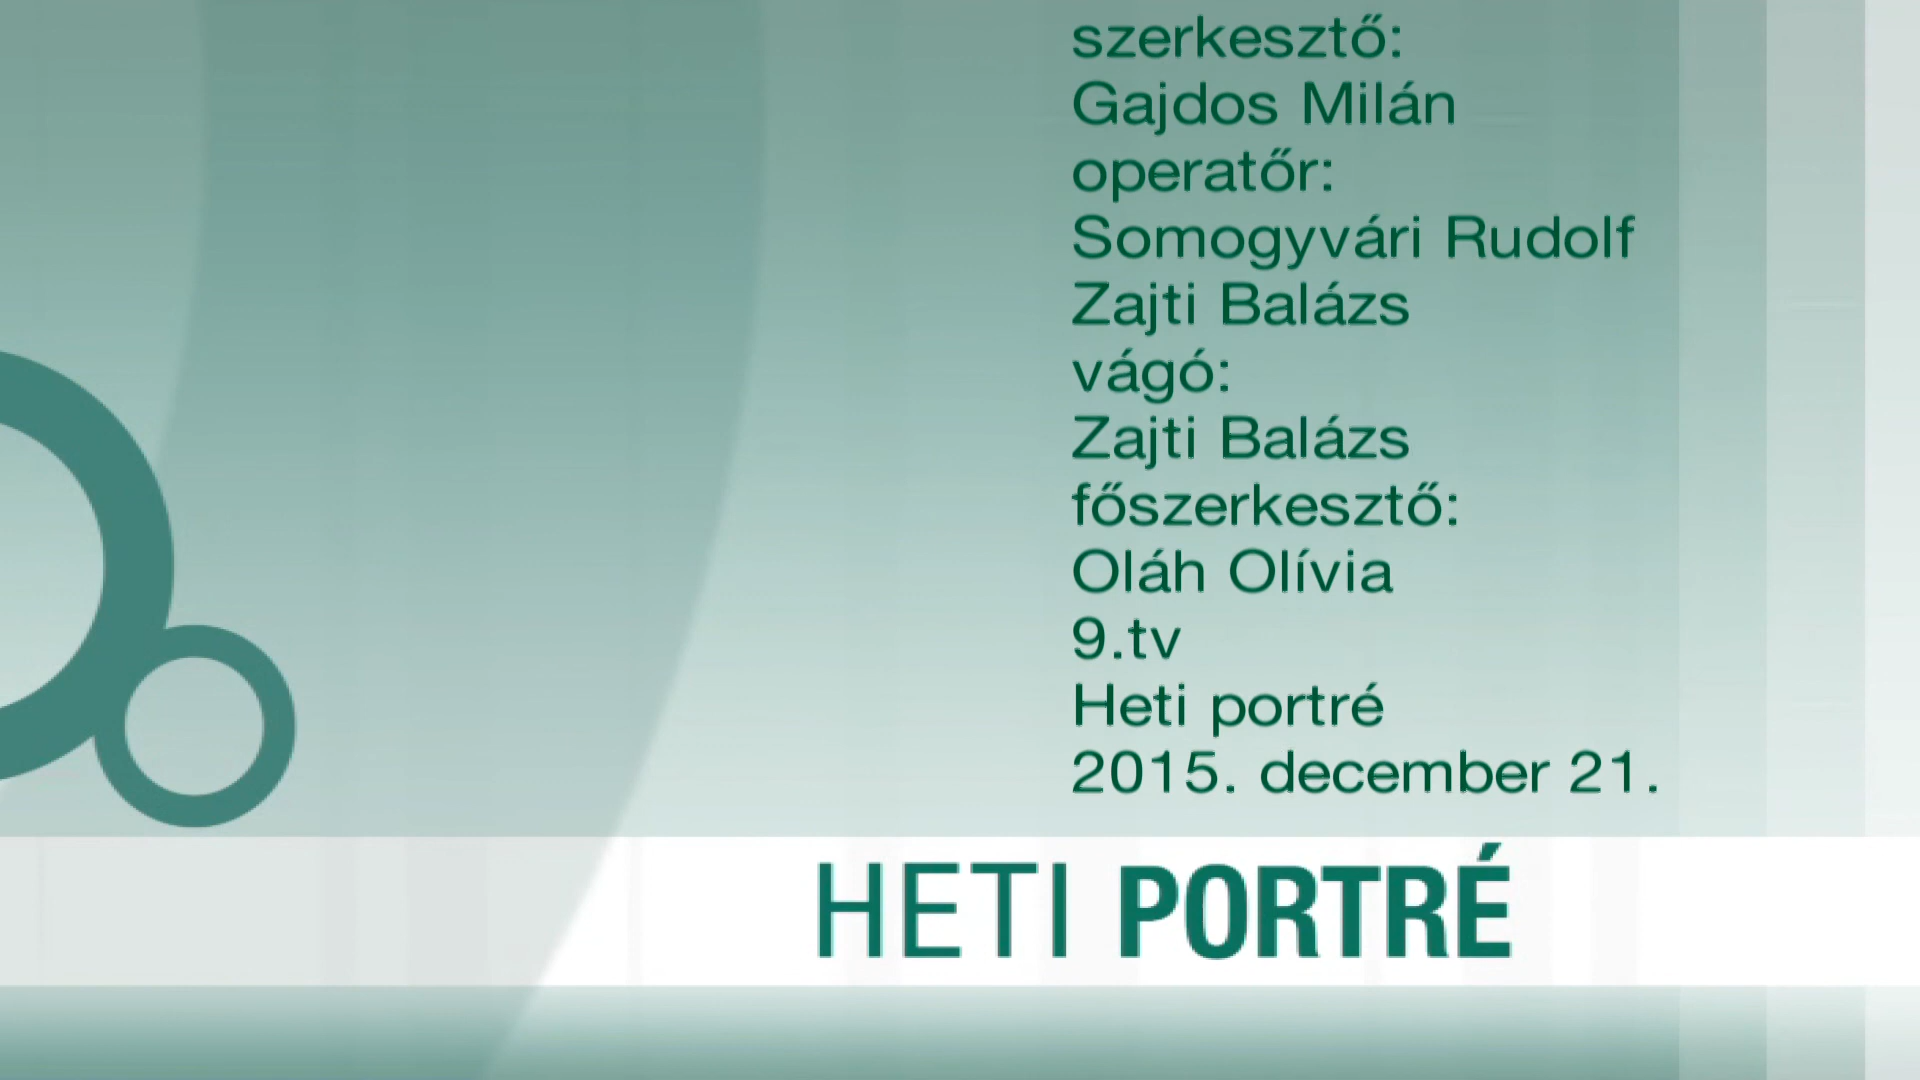 szerkesztő:
Gajdos Milán
operatőr:
Somogyvári Rudolf
Zajti Balázs
vágó:
Zajti Balázs
főszerkesztő:
Oláh Olívia
9.tv
Heti portré
2015. december 21.
HETI PORTRÉ